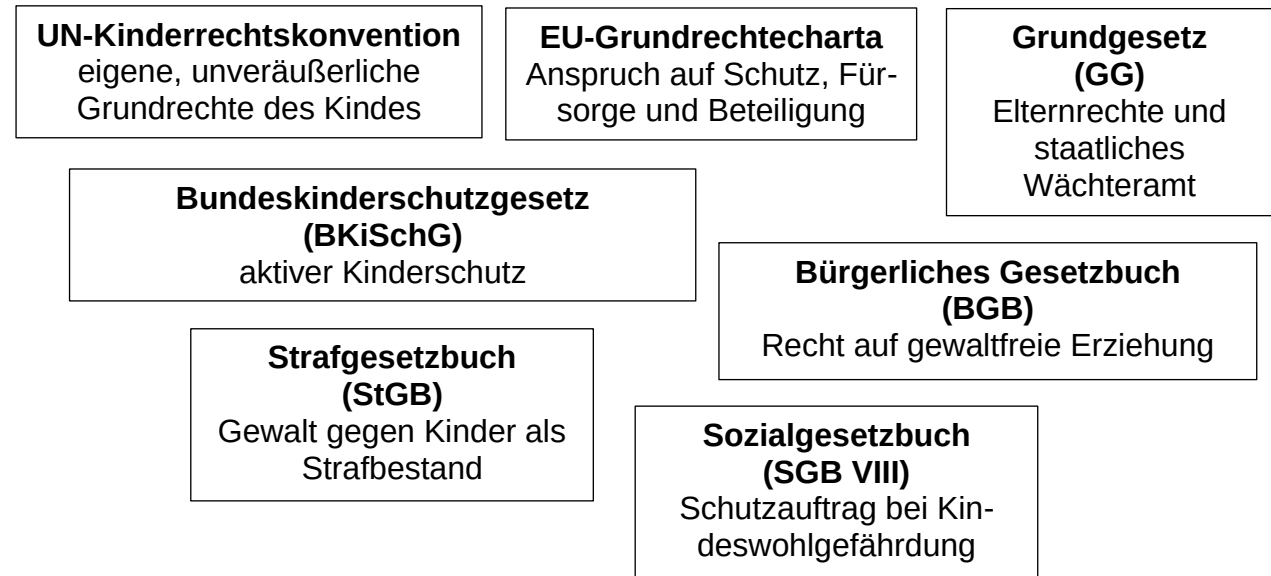 UN-Kinderrechtskonvention
eigene, unveräußerliche
Grundrechte des Kindes
EU-Grundrechtecharta
Anspruch auf Schutz, Für-
sorge und Beteiligung
Grundgesetz
(GG)
Elternrechte und
staatliches
Wächteramt
Bundeskinderschutzgesetz
(BKiSchG)
aktiver Kinderschutz
Bürgerliches Gesetzbuch
(BGB)
Recht auf gewaltfreie Erziehung
Strafgesetzbuch
(StGB)
Gewalt gegen Kinder als
Strafbestand
Sozialgesetzbuch
(SGB VIII)
Schutzauftrag bei Kin-
deswohlgefährdung